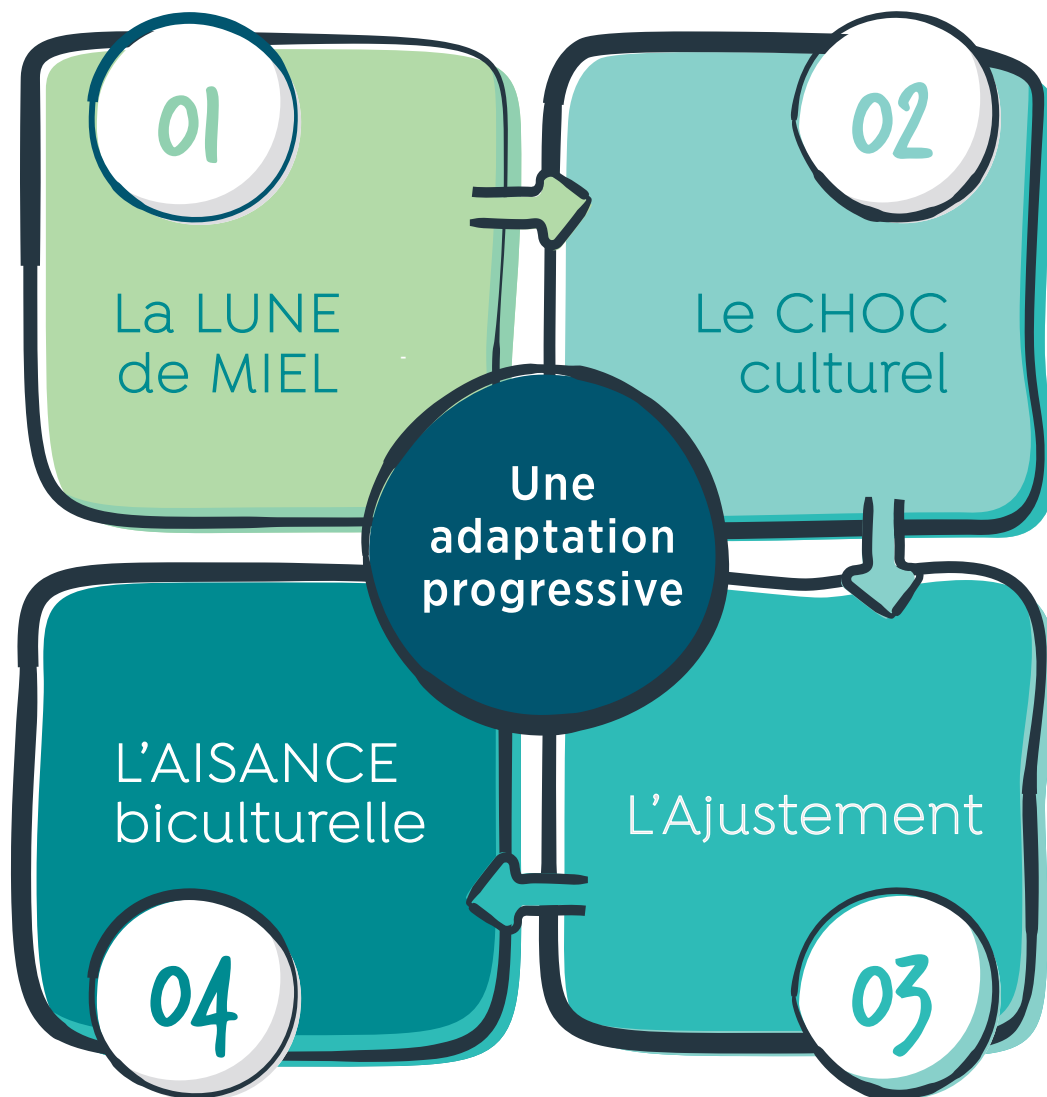 01
La LUNE
de MIEL
02
Le CHOC
culturel
Une
adaptation
progressive
03
L'Ajustement
04
L'AISANCE
biculturelle